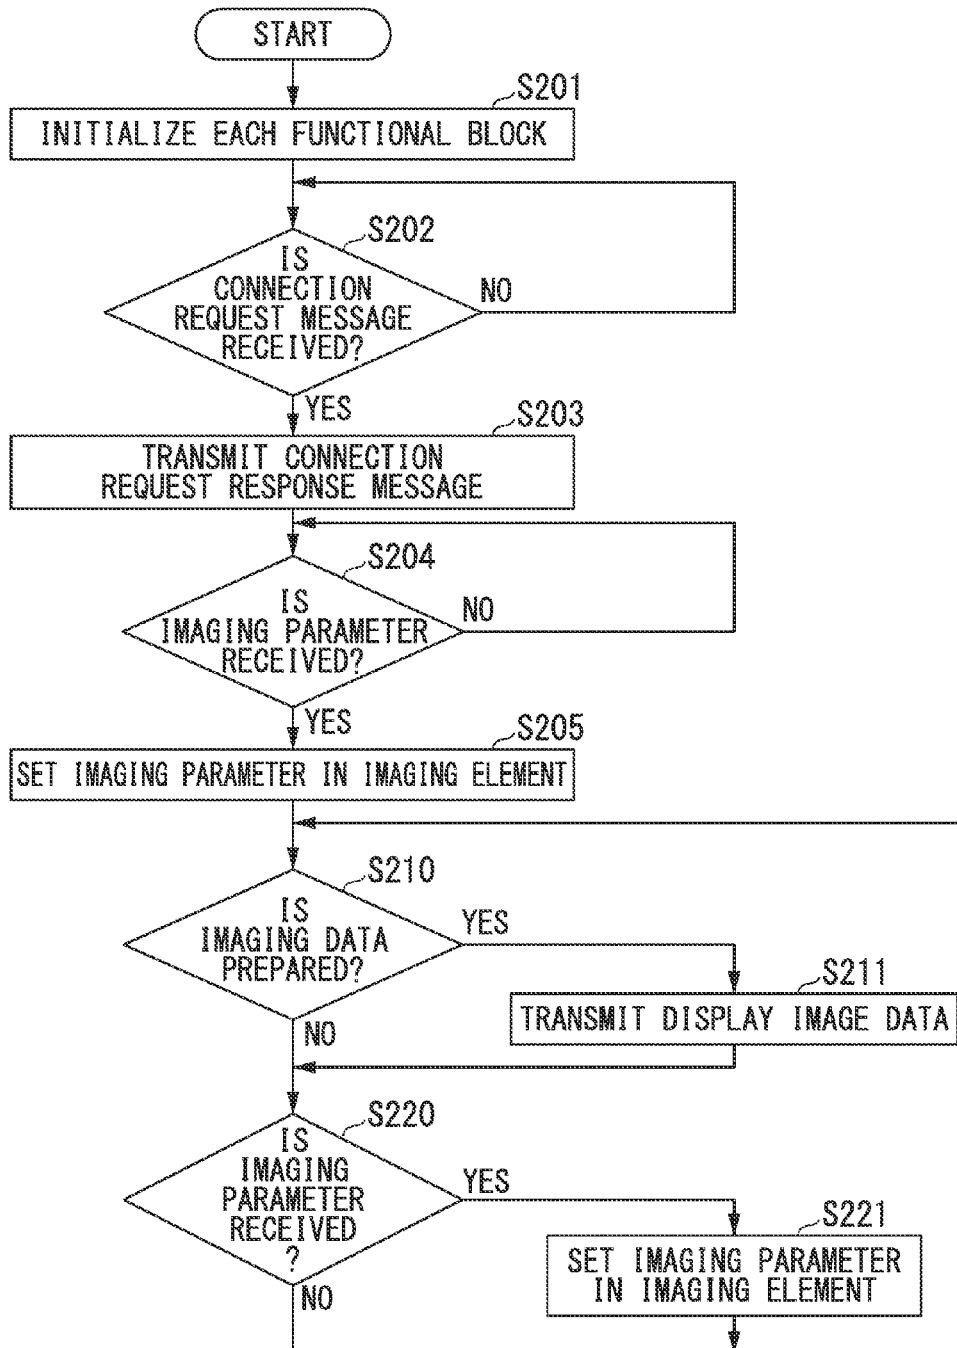 START
S201
INITIALIZE EACH FUNCTIONAL BLOCK
S202
IS
CONNECTION
REQUEST MESSAGE
RECEIVED?
NO
YES
S203
TRANSMIT CONNECTION
REQUEST RESPONSE MESSAGE
S204
IS
IMAGING PARAMETER
RECEIVED?
NO
YES
S205
SET IMAGING PARAMETER IN IMAGING ELEMENT
S210
IS
IMAGING DATA
PREPARED?
YES
NO
S211
TRANSMIT DISPLAY IMAGE DATA
S220
IS
IMAGING
PARAMETER
RECEIVED
?
YES
NO
S221
SET IMAGING PARAMETER
IN IMAGING ELEMENT